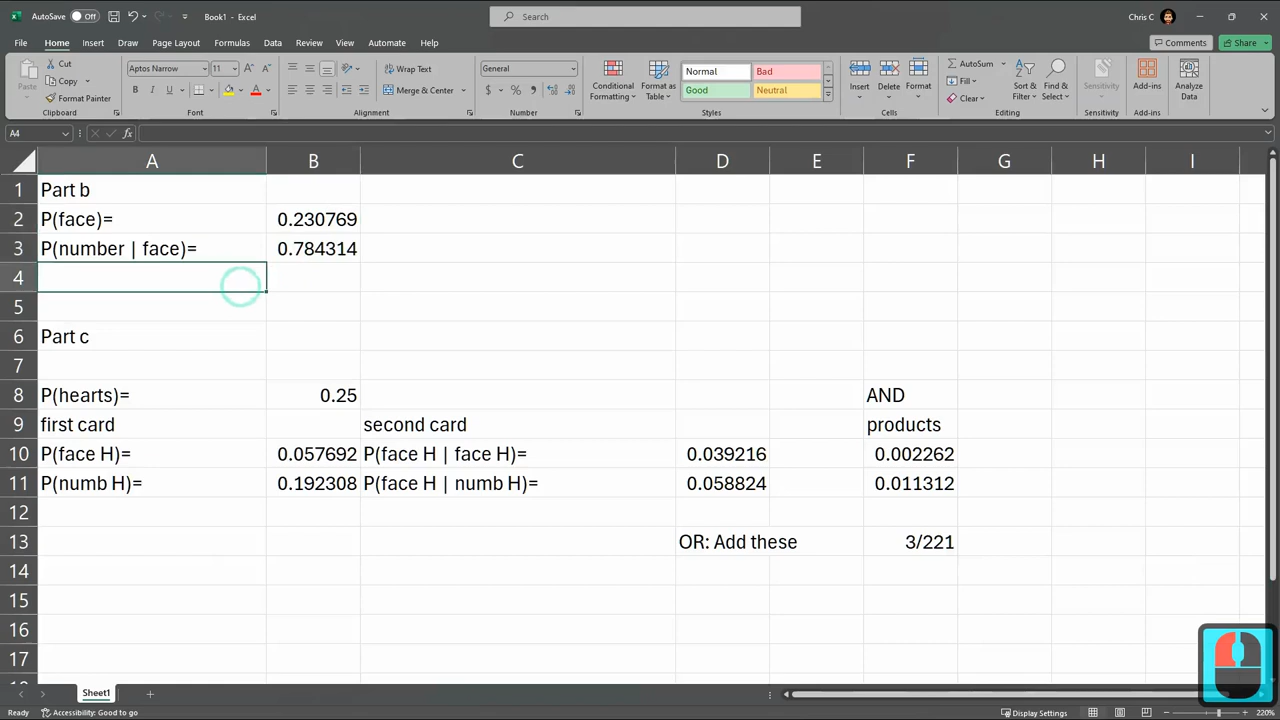 AutoSave Off Book1 - Excel Search Chris C
File Home Insert Draw Page Layout Formulas Data Review View Automate Help Comments Share
Paste Cut Copy Format Painter Clipboard
Aptos Narrow 11 B I U A Font
Wrap Text Merge & Center Alignment
General $ % , Number
Conditional Formatting Format as Table Normal Bad Good Neutral Styles
Insert Delete Format Cells
AutoSum Fill Clear Sort & Filter Find & Select Editing
Sensitivity Sensitivity
Add-ins Add-ins
Analyze Data
A4 fx
A B C D E F G H I
1 Part b
2 P(face)= 0.230769
3 P(number | face)= 0.784314
4
5
6 Part c
7
8 P(hearts)= 0.25 AND
9 first card second card products
10 P(face H)= 0.057692 P(face H | face H)= 0.039216 0.002262
11 P(numb H)= 0.192308 P(face H | numb H)= 0.058824 0.011312
12
13 OR: Add these 3/221
14
15
16
17
Sheet1
Ready Accessibility: Good to go Display Settings 220%